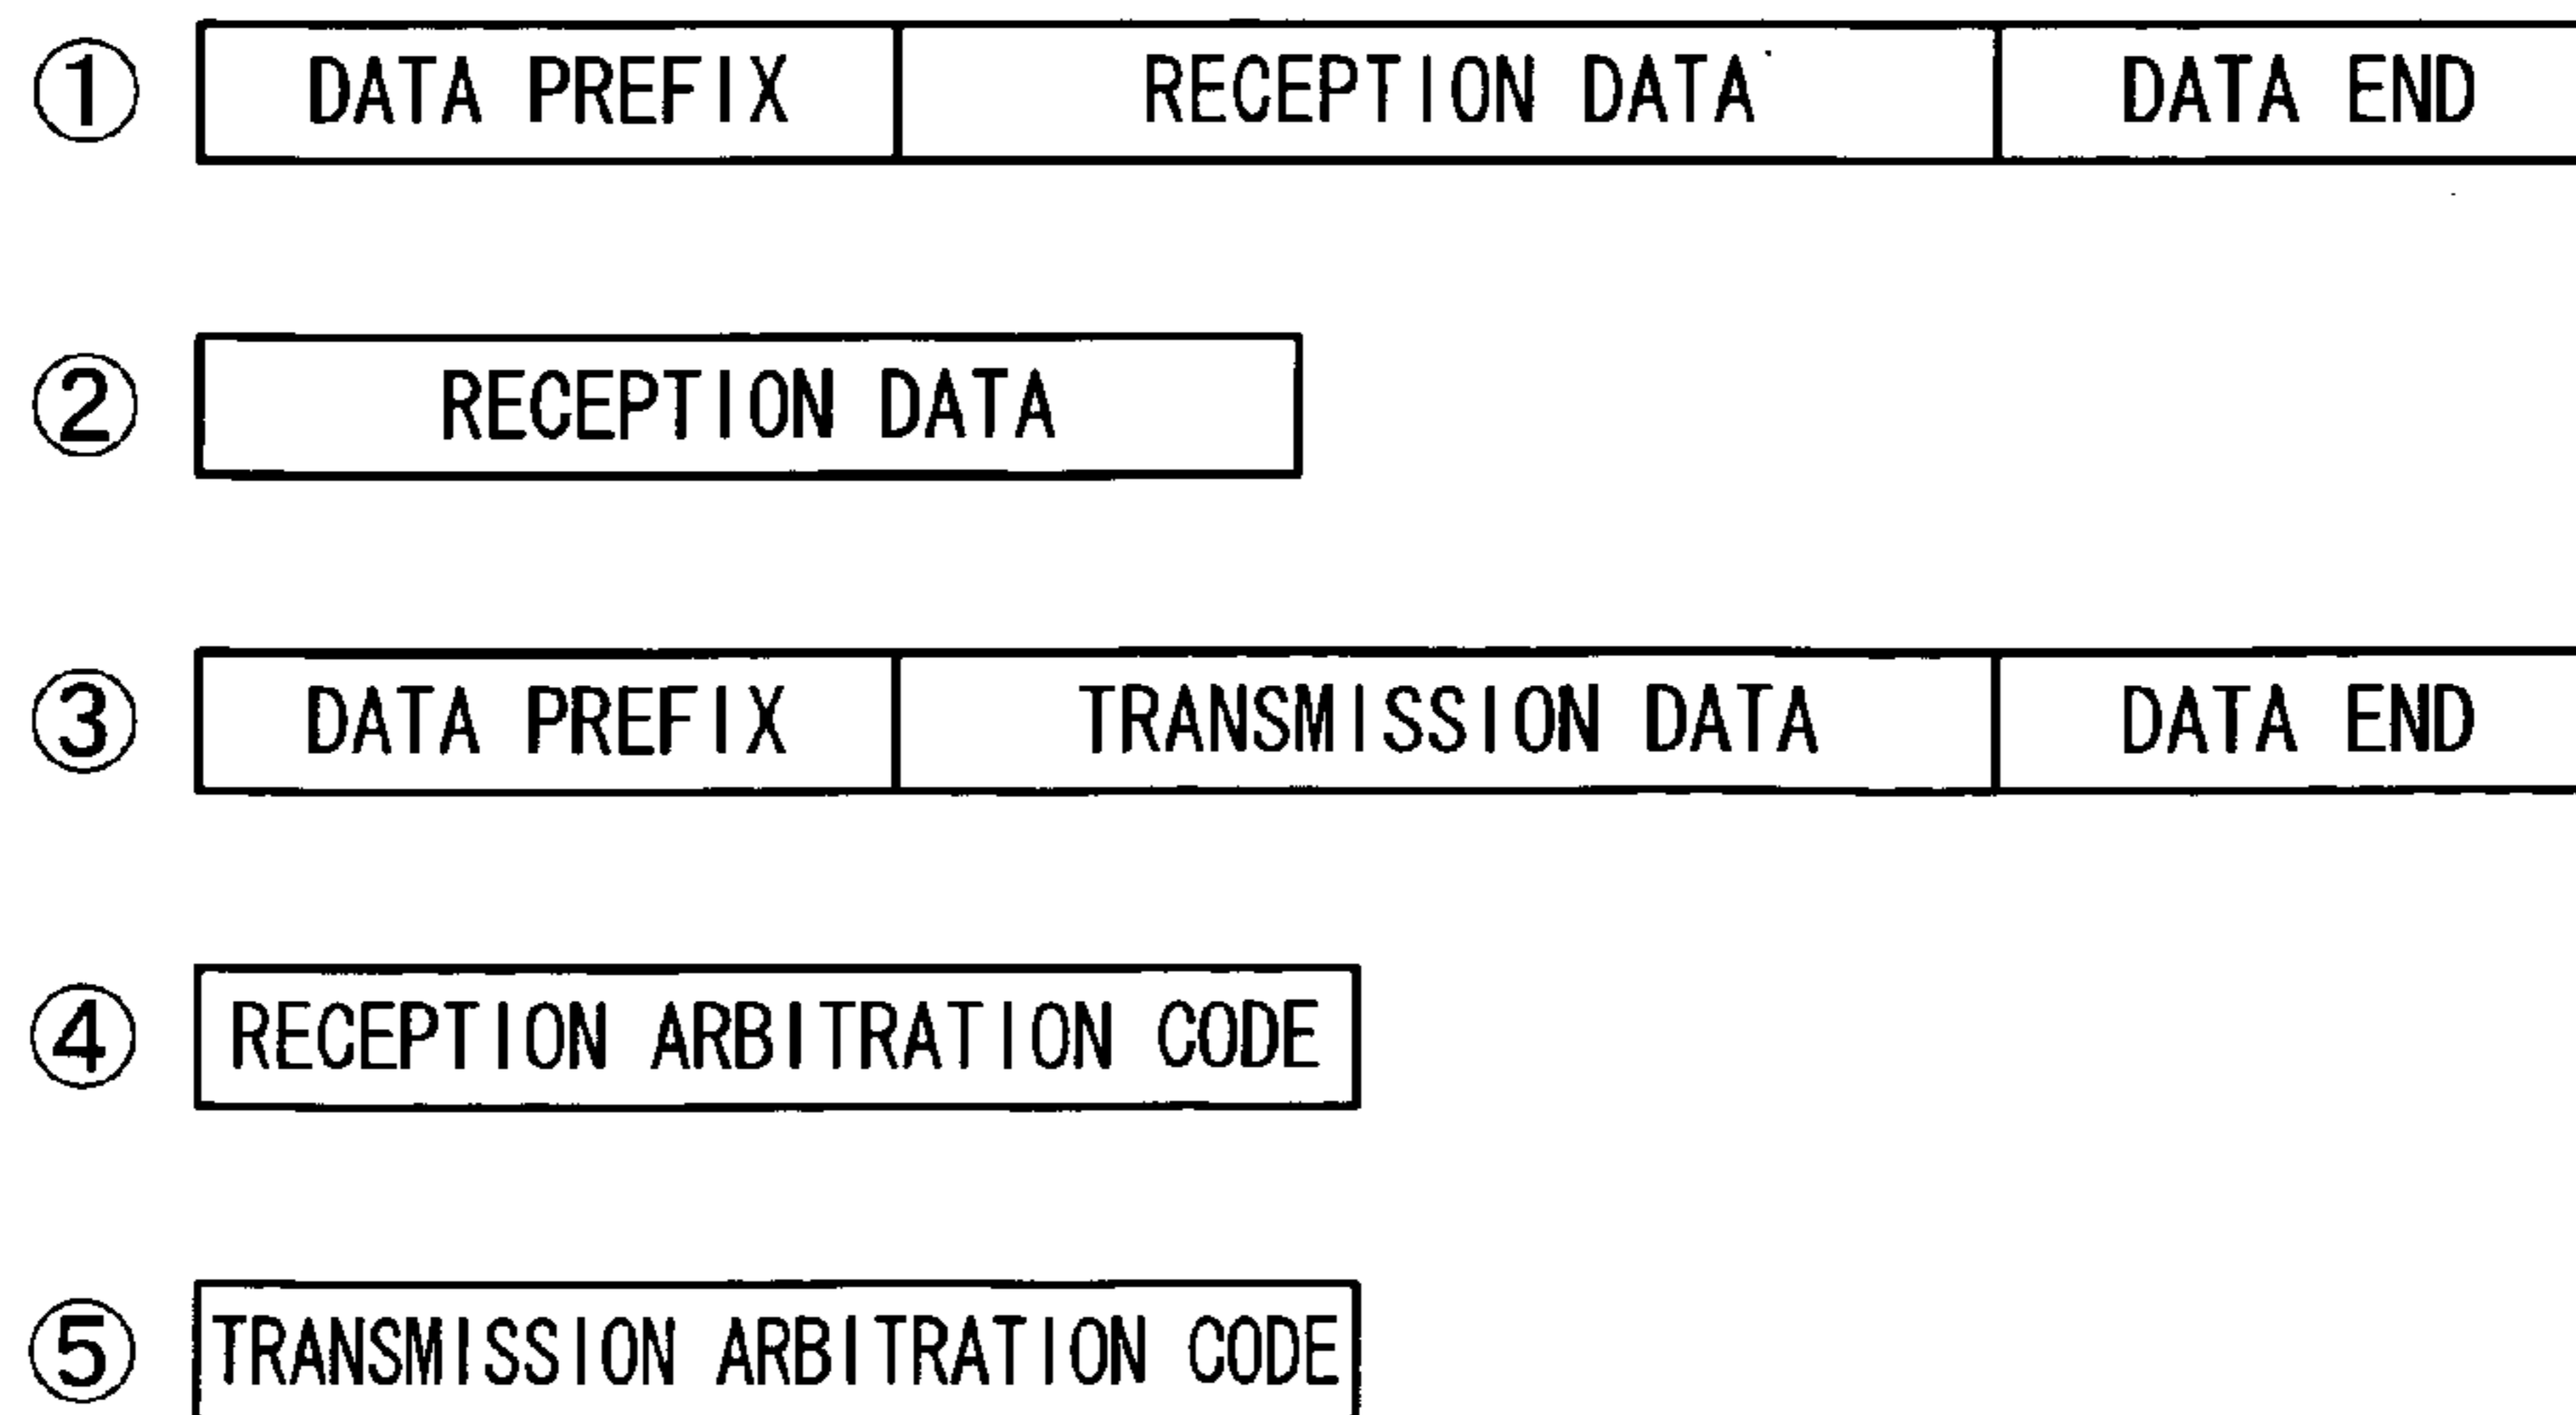 ① DATA PREFIX RECEPTION DATA DATA END
② RECEPTION DATA
③ DATA PREFIX TRANSMISSION DATA DATA END
④ RECEPTION ARBITRATION CODE
⑤ TRANSMISSION ARBITRATION CODE